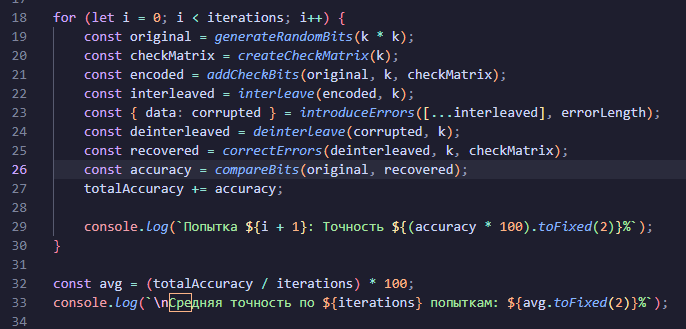 18 for (let i = 0; i < iterations; i++) {
19 const original = generateRandomBits(k * k);
20 const checkMatrix = createCheckMatrix(k);
21 const encoded = addCheckBits(original, k, checkMatrix);
22 const interleaved = interLeave(encoded, k);
23 const { data: corrupted } = introduceErrors([...interleaved], errorLength);
24 const deinterleaved = deinterLeave(corrupted, k);
25 const recovered = correctErrors(deinterleaved, k, checkMatrix);
26 const accuracy = compareBits(original, recovered);
27 totalAccuracy += accuracy;
28
29 console.log(`Попытка ${i + 1}: Точность ${(accuracy * 100).toFixed(2)}%`);
30 }
31
32 const avg = (totalAccuracy / iterations) * 100;
33 console.log(`\nСредняя точность по ${iterations} попыткам: ${avg.toFixed(2)}%`);
34